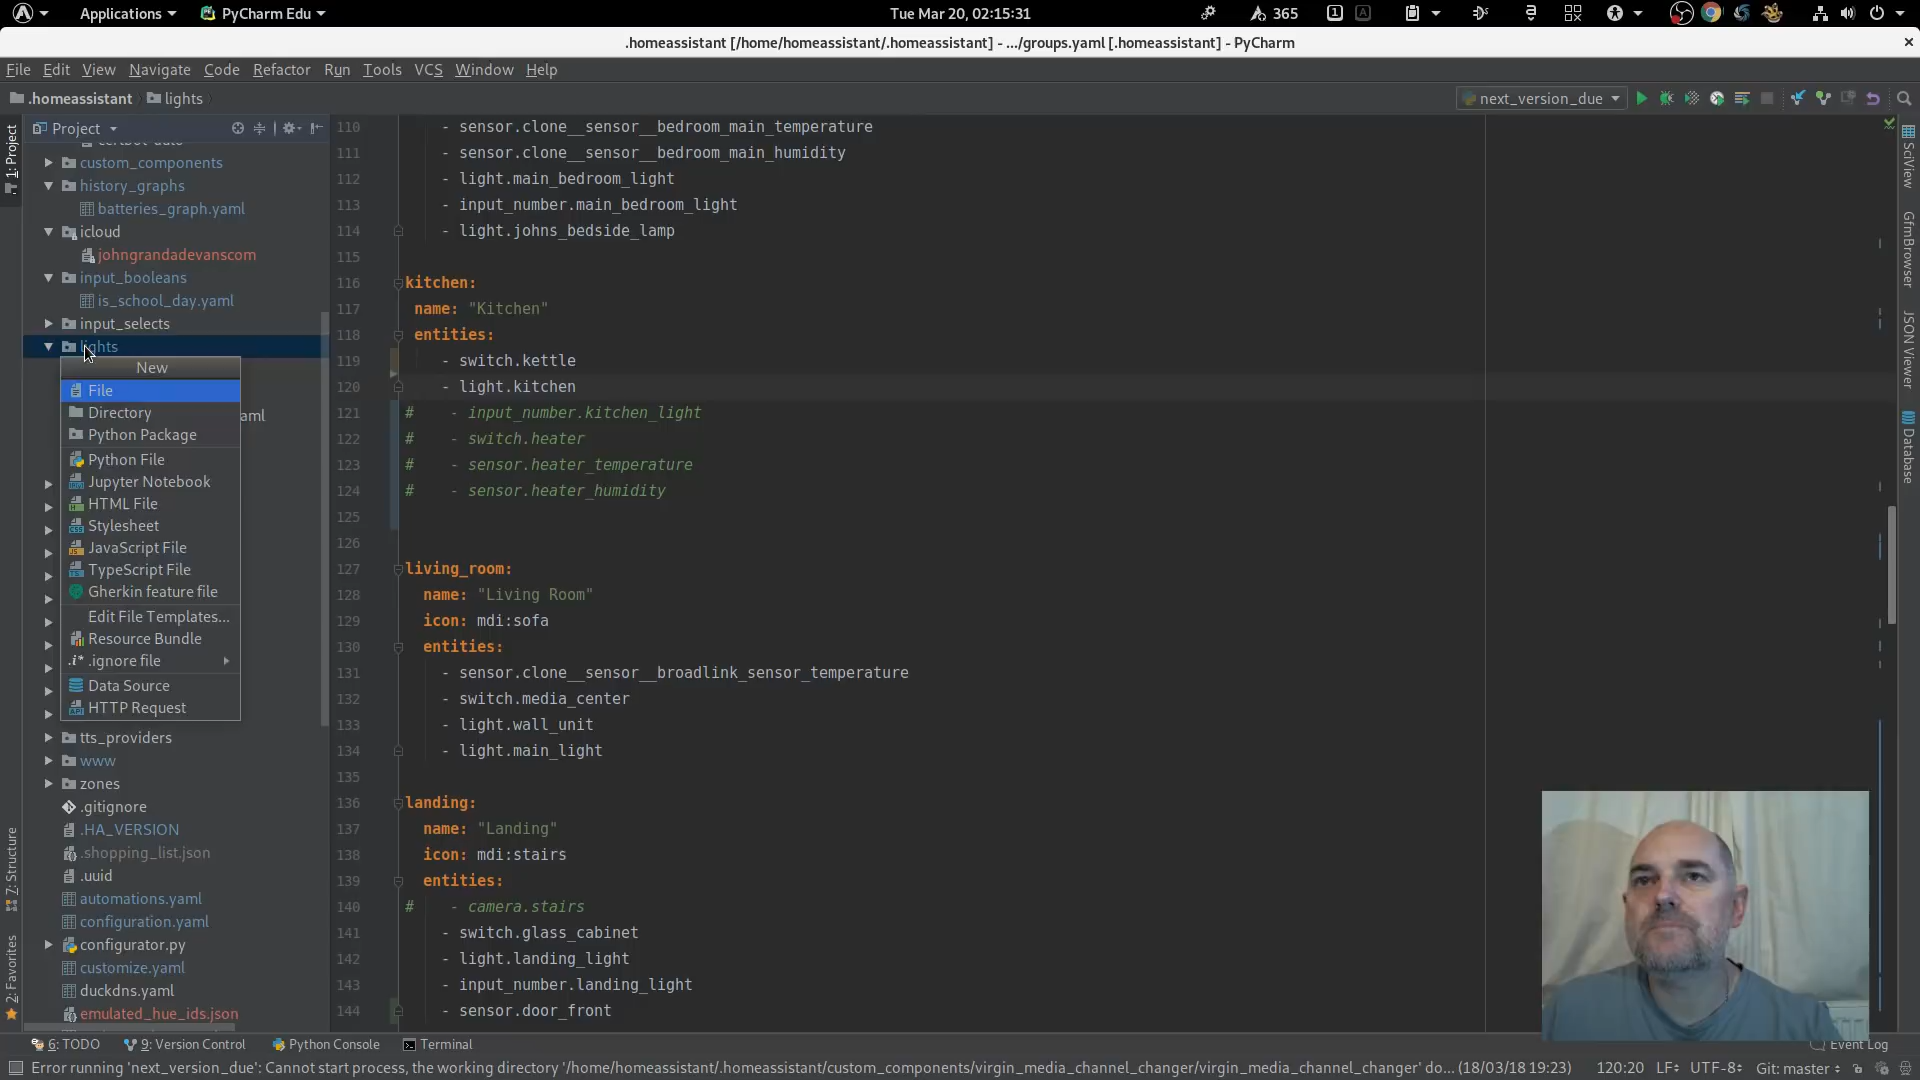 Applications
PyCharm Edu
Tue Mar 20, 02:15:31
365
1
A
.homeassistant [/home/homeassistant/.homeassistant] - .../groups.yaml [.homeassistant] - PyCharm
File Edit View Navigate Code Refactor Run Tools VCS Window Help
.homeassistant lights
next_version_due
1: Project
7: Structure
2: Favorites
Project
custom_components
history_graphs
batteries_graph.yaml
icloud
johngrandadevanscom
input_booleans
is_school_day.yaml
input_selects
lights
New
File
Directory
aml
Python Package
Python File
Jupyter Notebook
HTML File
Stylesheet
JavaScript File
TypeScript File
Gherkin feature file
Edit File Templates...
Resource Bundle
.i* .ignore file
Data Source
HTTP Request
tts_providers
www
zones
.gitignore
.HA_VERSION
.shopping_list.json
.uuid
automations.yaml
configuration.yaml
configurator.py
customize.yaml
duckdns.yaml
emulated_hue_ids.json
110 - sensor.clone__sensor__bedroom_main_temperature
111 - sensor.clone__sensor__bedroom_main_humidity
112 - light.main_bedroom_light
113 - input_number.main_bedroom_light
114 - light.johns_bedside_lamp
115
116 kitchen:
117 name: "Kitchen"
118 entities:
119 - switch.kettle
120 - light.kitchen
121 # - input_number.kitchen_light
122 # - switch.heater
123 # - sensor.heater_temperature
124 # - sensor.heater_humidity
125
126
127 living_room:
128 name: "Living Room"
129 icon: mdi:sofa
130 entities:
131 - sensor.clone__sensor__broadlink_sensor_temperature
132 - switch.media_center
133 - light.wall_unit
134 - light.main_light
135
136 landing:
137 name: "Landing"
138 icon: mdi:stairs
139 entities:
140 # - camera.stairs
141 - switch.glass_cabinet
142 - light.landing_light
143 - input_number.landing_light
144 - sensor.door_front
SciView
GfmBrowser
JSON Viewer
Database
6: TODO 9: Version Control Python Console Terminal Event Log
Error running 'next_version_due': Cannot start process, the working directory '/home/homeassistant/.homeassistant/custom_components/virgin_media_channel_changer/virgin_media_channel_changer' do... (18/03/18 19:23) 120:20 LF UTF-8 Git: master